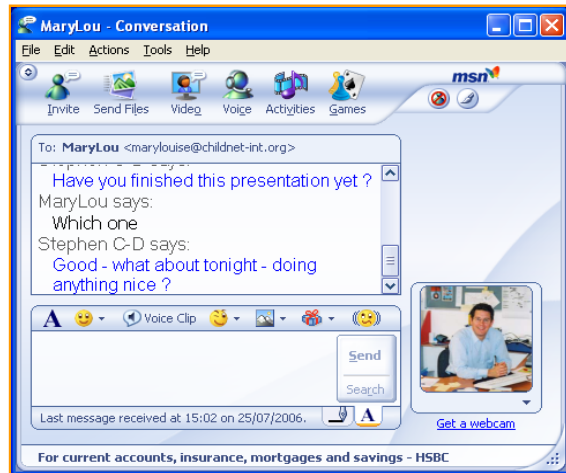 MaryLou - Conversation
File Edit Actions Tools Help
msn
Invite Send Files Video Voice Activities Games
To: MaryLou <marylouise@childnet-int.org>
Stephen C-D says:
Have you finished this presentation yet ?
MaryLou says:
Which one
Stephen C-D says:
Good - what about tonight - doing
anything nice ?
A Voice Clip
Send
Search
Last message received at 15:02 on 25/07/2006.
A
Get a webcam
For current accounts, insurance, mortgages and savings - HSBC